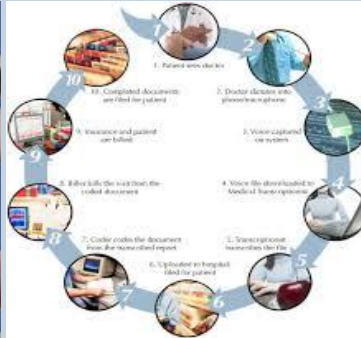 1
1. Patient sees doctor
2
2. Doctor dictates into
phone/microphone
3
3. Voice captured
on system
4
4. Voice file downloaded to
Medical Transcriptionist
5
5. Transcriptionist
transcribes the file
6
6. Uploaded to hospital/
filed for patient
7
7. Coder codes the document
from the transcribed report
8
8. Biller bills the visit from the
coded document
9
9. Insurance and patient
are billed
10
10. Completed documents
are filed for patient